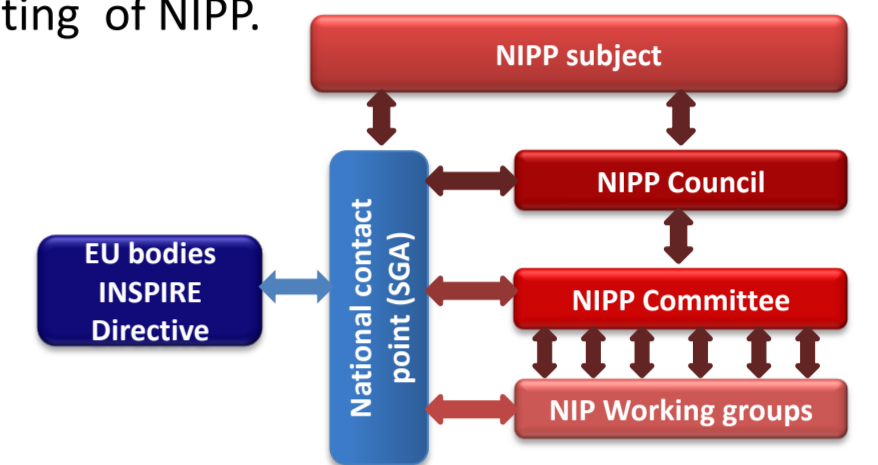 ting of NIPP.
NIPP subject
NIPP Council
National contact
point (SGA)
EU bodies
INSPIRE
Directive
NIPP Committee
NIP Working groups